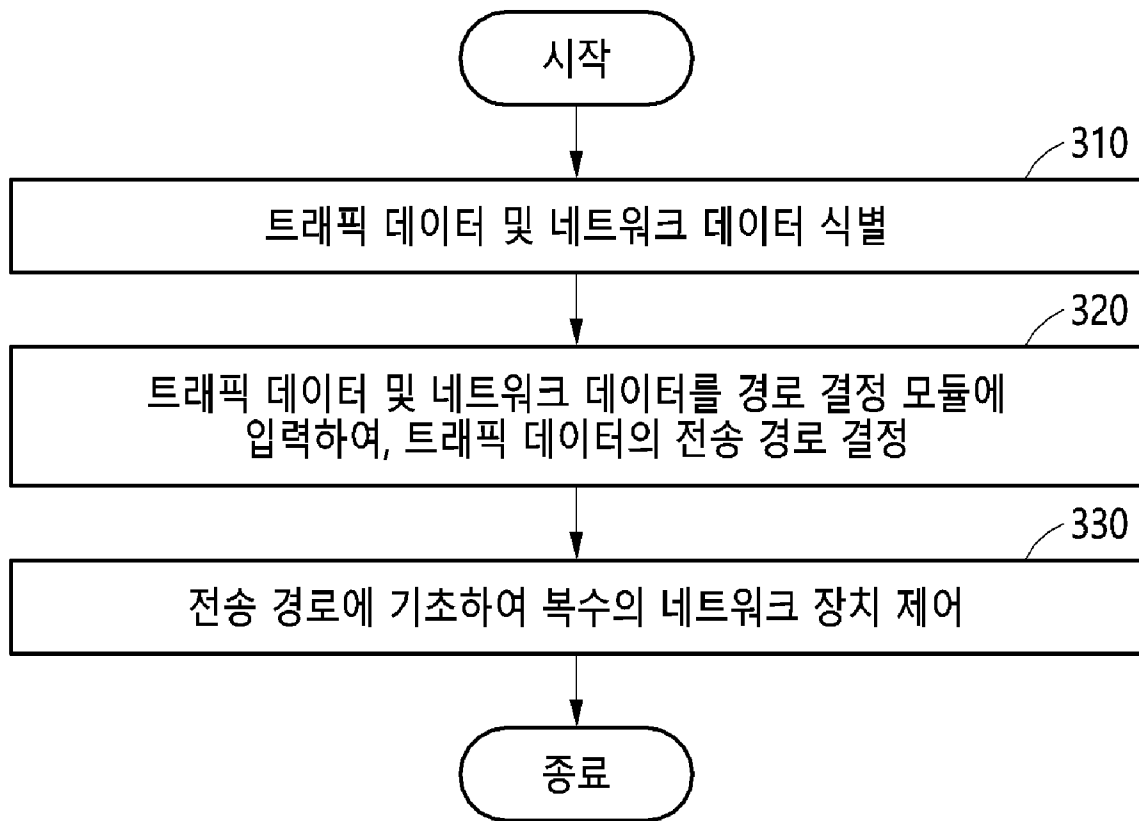 시작
310
트래픽 데이터 및 네트워크 데이터 식별
320
트래픽 데이터 및 네트워크 데이터를 경로 결정 모듈에
입력하여, 트래픽 데이터의 전송 경로 결정
330
전송 경로에 기초하여 복수의 네트워크 장치 제어
종료